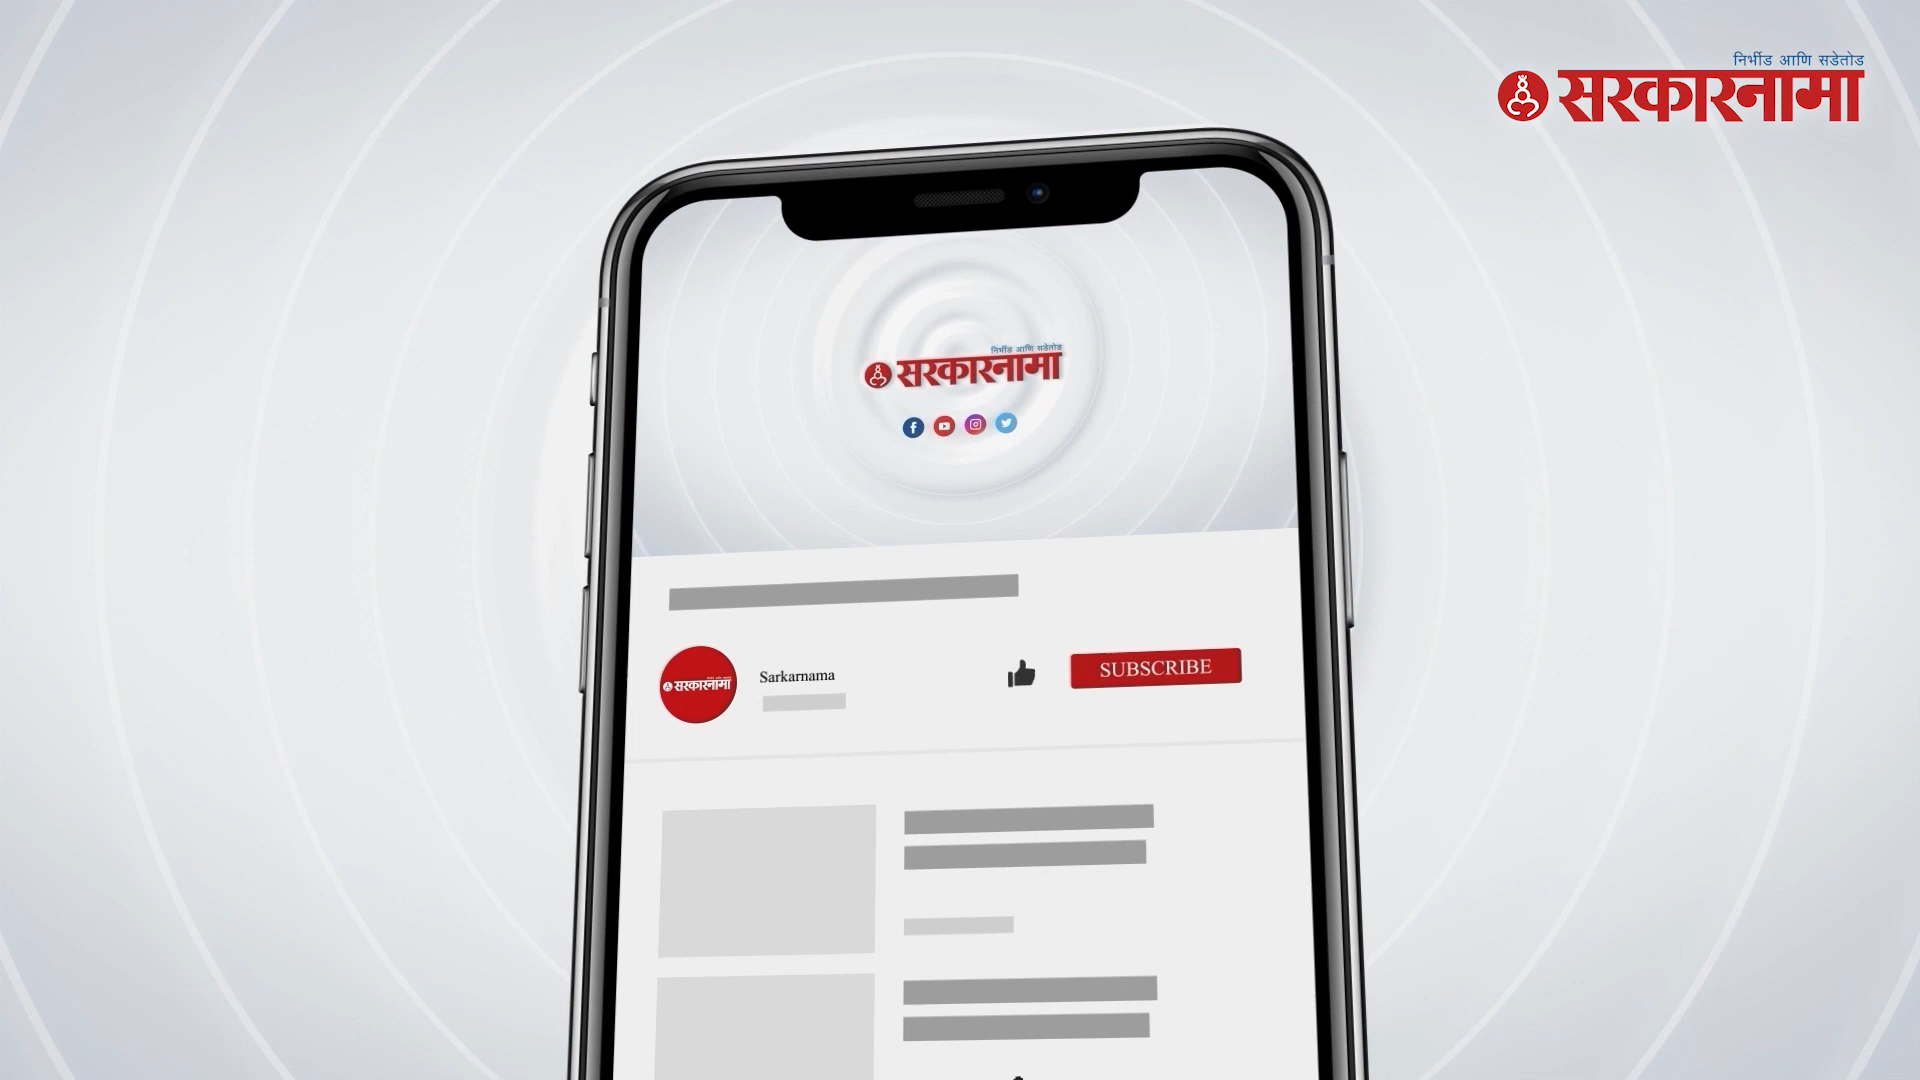 निर्भीड आणि सडेतोड
सरकारनामा
निर्भीड आणि सडेतोड
सरकारनामा
सरकारनामा
Sarkarnama
SUBSCRIBE